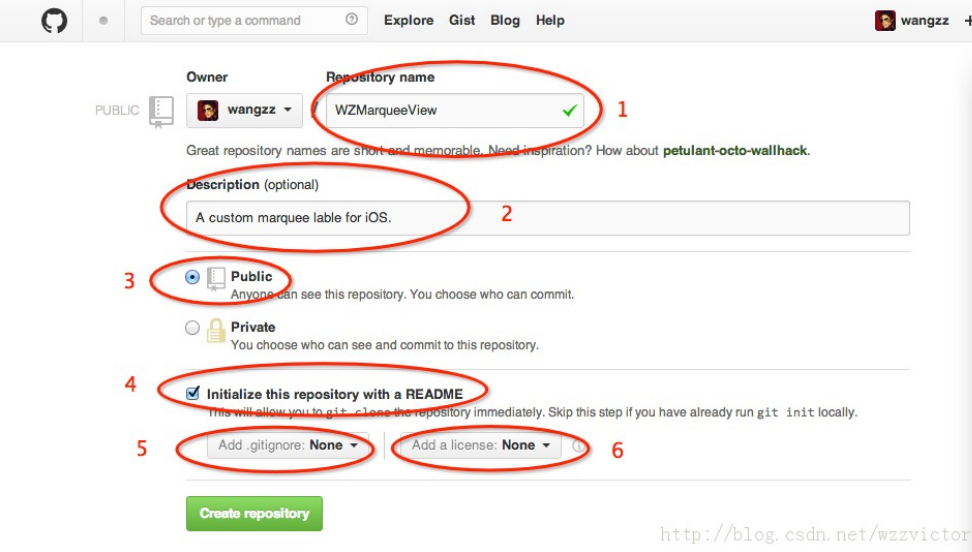 Search or type a command Explore Gist Blog Help wangzz
Owner Repository name
PUBLIC wangzz / WZMarqueeView 1
Great repository names are short and memorable. Need inspiration? How about petulant-octo-wallhack.
Description (optional)
A custom marquee lable for iOS. 2
3 Public
Anyone can see this repository. You choose who can commit.
Private
You choose who can see and commit to this repository.
4 Initialize this repository with a README
This will allow you to git clone the repository immediately. Skip this step if you have already run git init locally.
5 Add .gitignore: None Add a license: None 6
Create repository
http://blog.csdn.net/wzzvictor